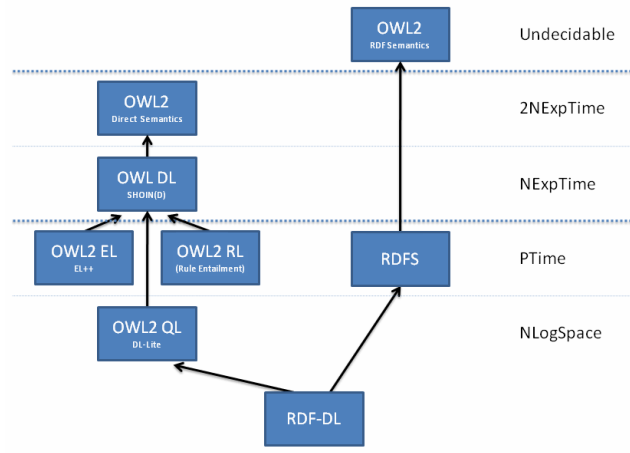 OWL2
RDF Semantics
Undecidable
OWL2
Direct Semantics
2NExpTime
OWL DL
SHOIN(D)
NExpTime
OWL2 EL
EL++
OWL2 RL
(Rule Entailment)
RDFS
PTime
OWL2 QL
DL-Lite
NLogSpace
RDF-DL